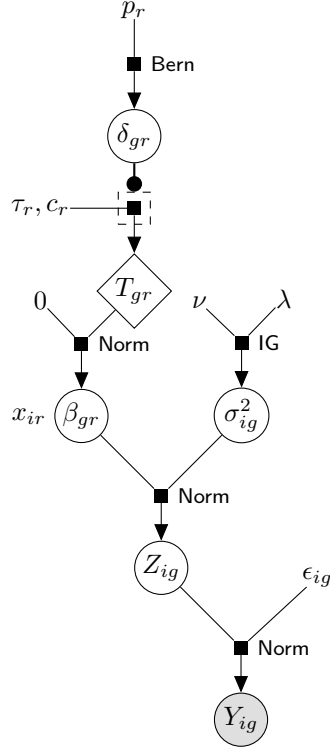 p_r
Bern
δ_gr
τ_r, c_r
T_gr
0
ν
λ
Norm
IG
x_ir
β_gr
σ²_ig
Norm
Z_ig
ϵ_ig
Norm
Y_ig